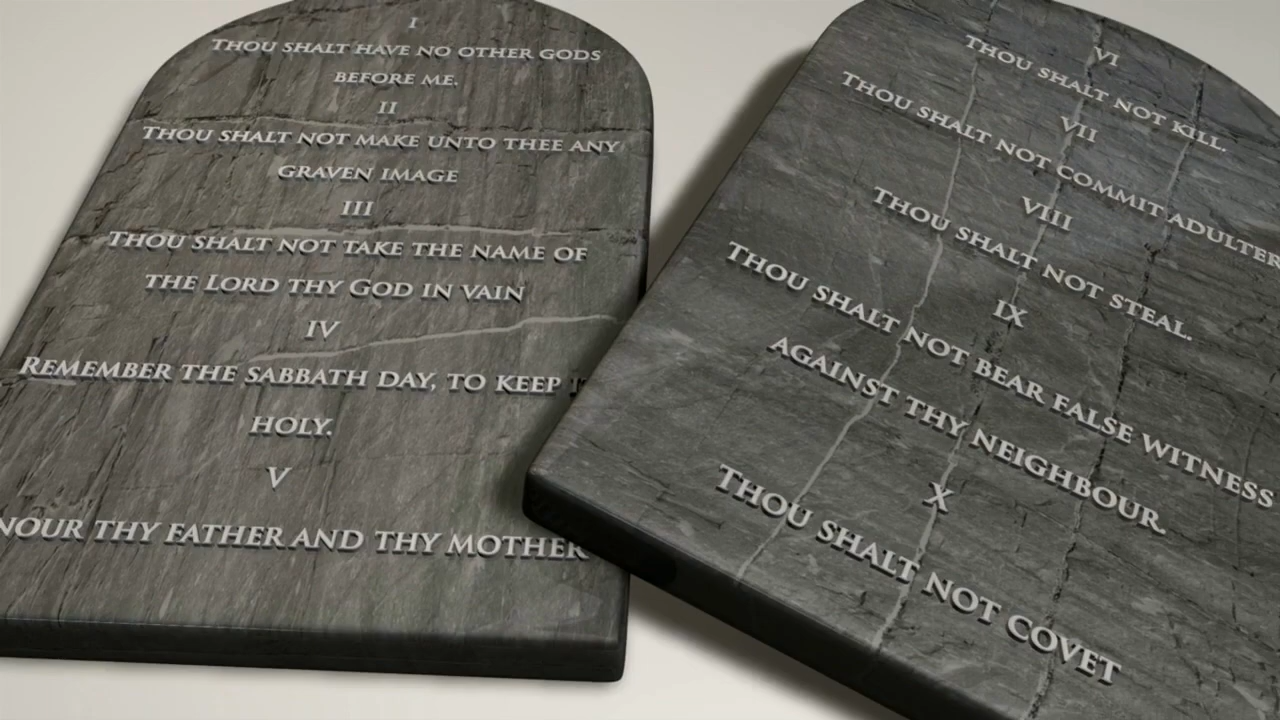 I
THOU SHALT HAVE NO OTHER GODS
BEFORE ME.
II
THOU SHALT NOT MAKE UNTO THEE ANY
GRAVEN IMAGE
III
THOU SHALT NOT TAKE THE NAME OF
THE LORD THY GOD IN VAIN
IV
REMEMBER THE SABBATH DAY, TO KEEP
HOLY.
V
NOUR THY FATHER AND THY MOTHER
VI
THOU SHALT NOT KILL.
VII
THOU SHALT NOT COMMIT ADULTER
VIII
THOU SHALT NOT STEAL.
IX
THOU SHALT NOT BEAR FALSE WITNESS
AGAINST THY NEIGHBOUR.
X
THOU SHALT NOT COVET